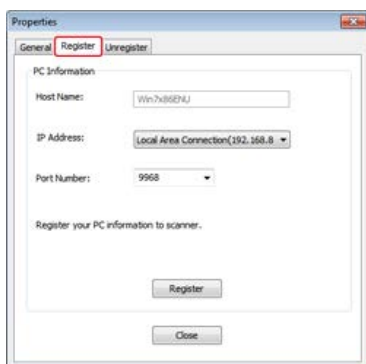 Properties
General Register Unregister
PC Information
Host Name: Win7x86ENU
IP Address: Local Area Connection(192.168.8
Port Number: 9968
Register your PC information to scanner.
Register
Close